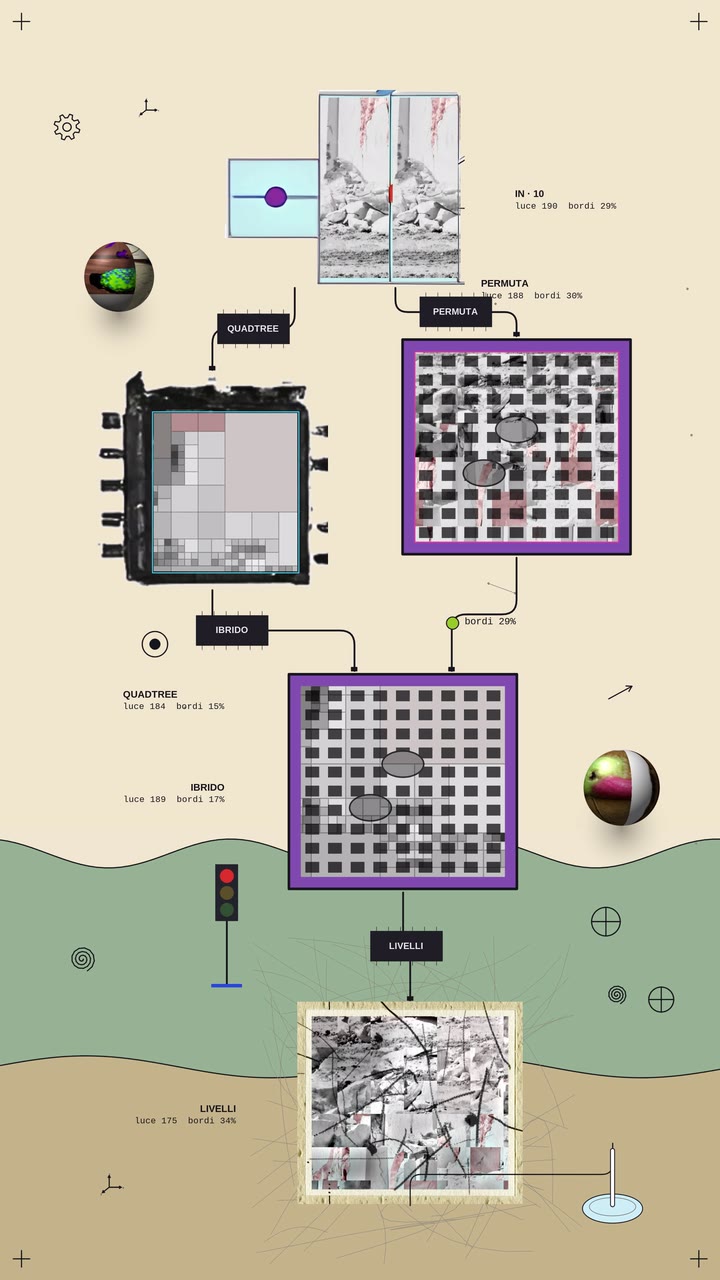 IN · 10
luce 190  bordi 29%
PERMUTA
luce 188  bordi 30%
PERMUTA
QUADTREE
bordi 29%
IBRIDO
QUADTREE
luce 184  bordi 15%
IBRIDO
luce 189  bordi 17%
LIVELLI
LIVELLI
luce 175  bordi 34%